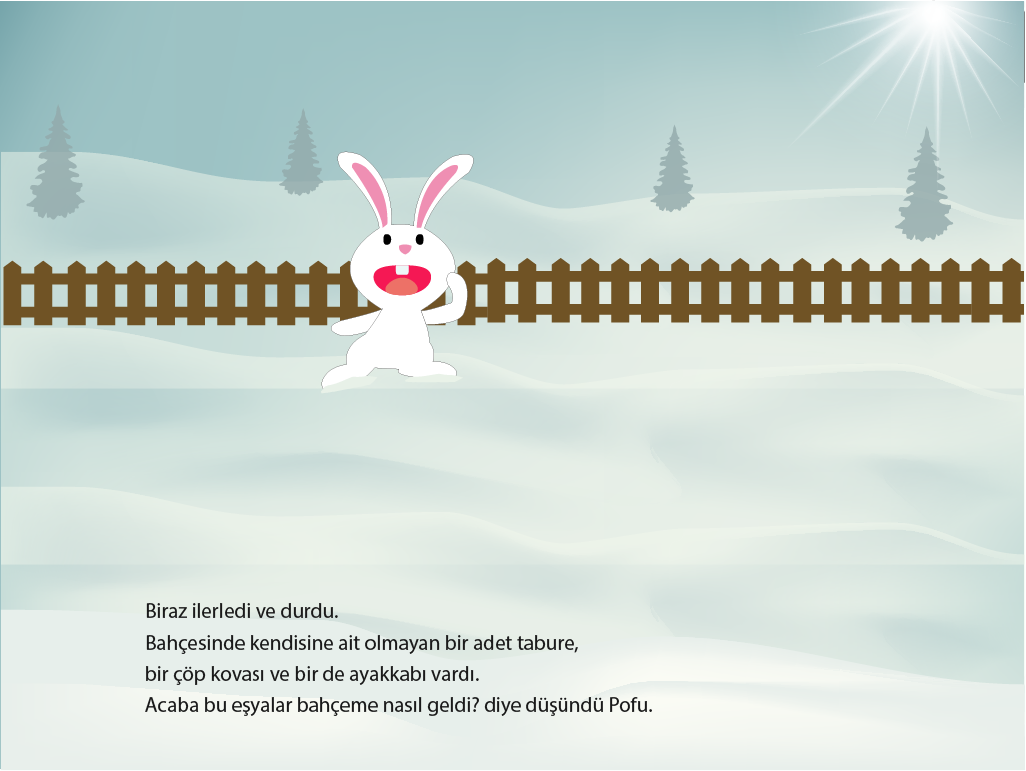 Biraz ilerledi ve durdu.
Bahçesinde kendisine ait olmayan bir adet tabure,
bir çöp kovası ve bir de ayakkabı vardı.
Acaba bu eşyalar bahçeme nasıl geldi? diye düşündü Pofu.